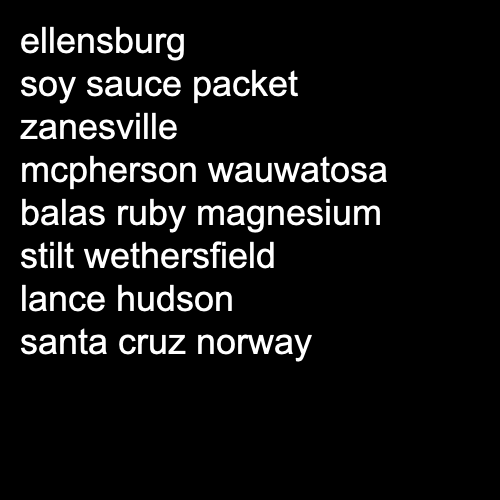 ellensburg
soy sauce packet
zanesville
mcpherson wauwatosa
balas ruby magnesium
stilt wethersfield
lance hudson
santa cruz norway